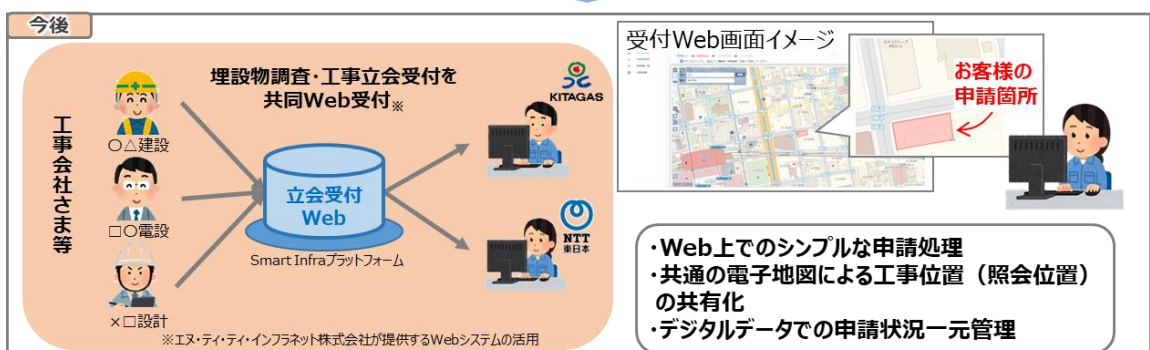 今後
埋設物調査・工事立会受付を
共同Web受付※
工事会社さま等
○△建設
□○電設
×□設計
立会受付
Web
Smart Infraプラットフォーム
KITAGAS
NTT
東日本
※エヌ・ティ・ティ・インフラネット株式会社が提供するWebシステムの活用
受付Web画面イメージ
お客様の
申請箇所
・Web上でのシンプルな申請処理
・共通の電子地図による工事位置（照会位置）
の共有化
・デジタルデータでの申請状況一元管理